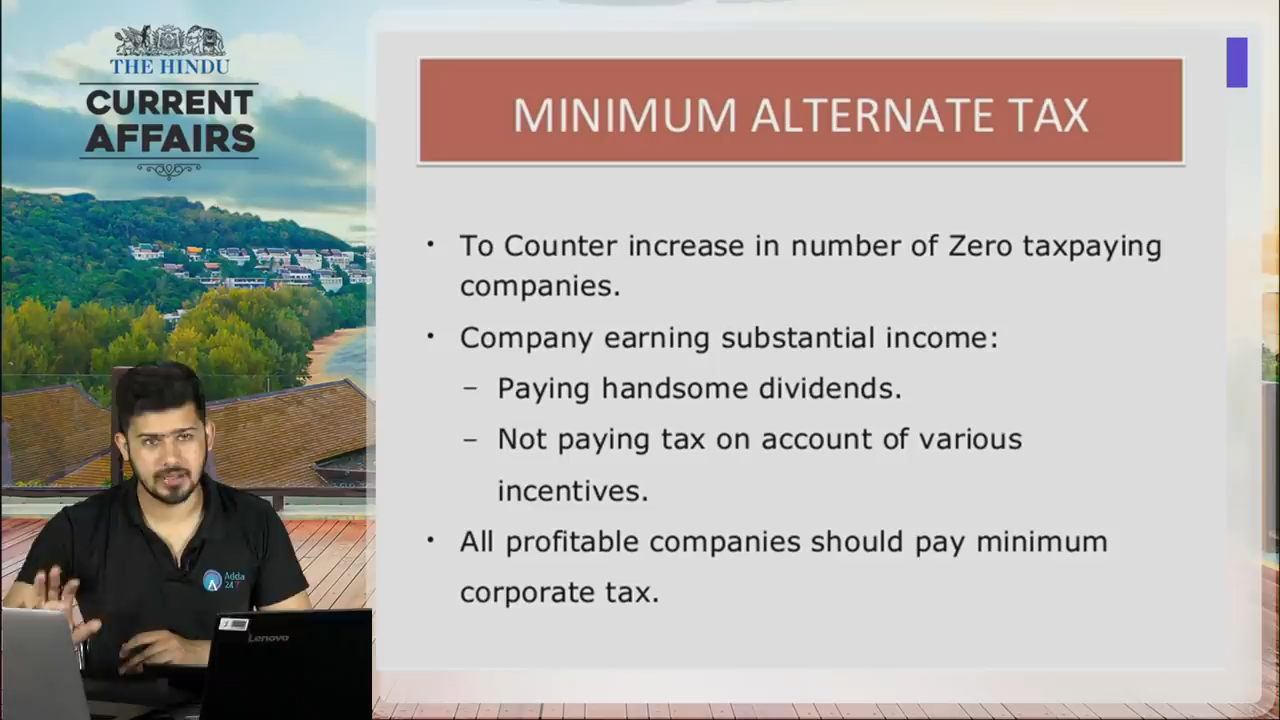 THE HINDU
CURRENT
AFFAIRS
MINIMUM ALTERNATE TAX
• To Counter increase in number of Zero taxpaying
companies.
• Company earning substantial income:
– Paying handsome dividends.
– Not paying tax on account of various
incentives.
• All profitable companies should pay minimum
corporate tax.
Adda
247
Lenovo